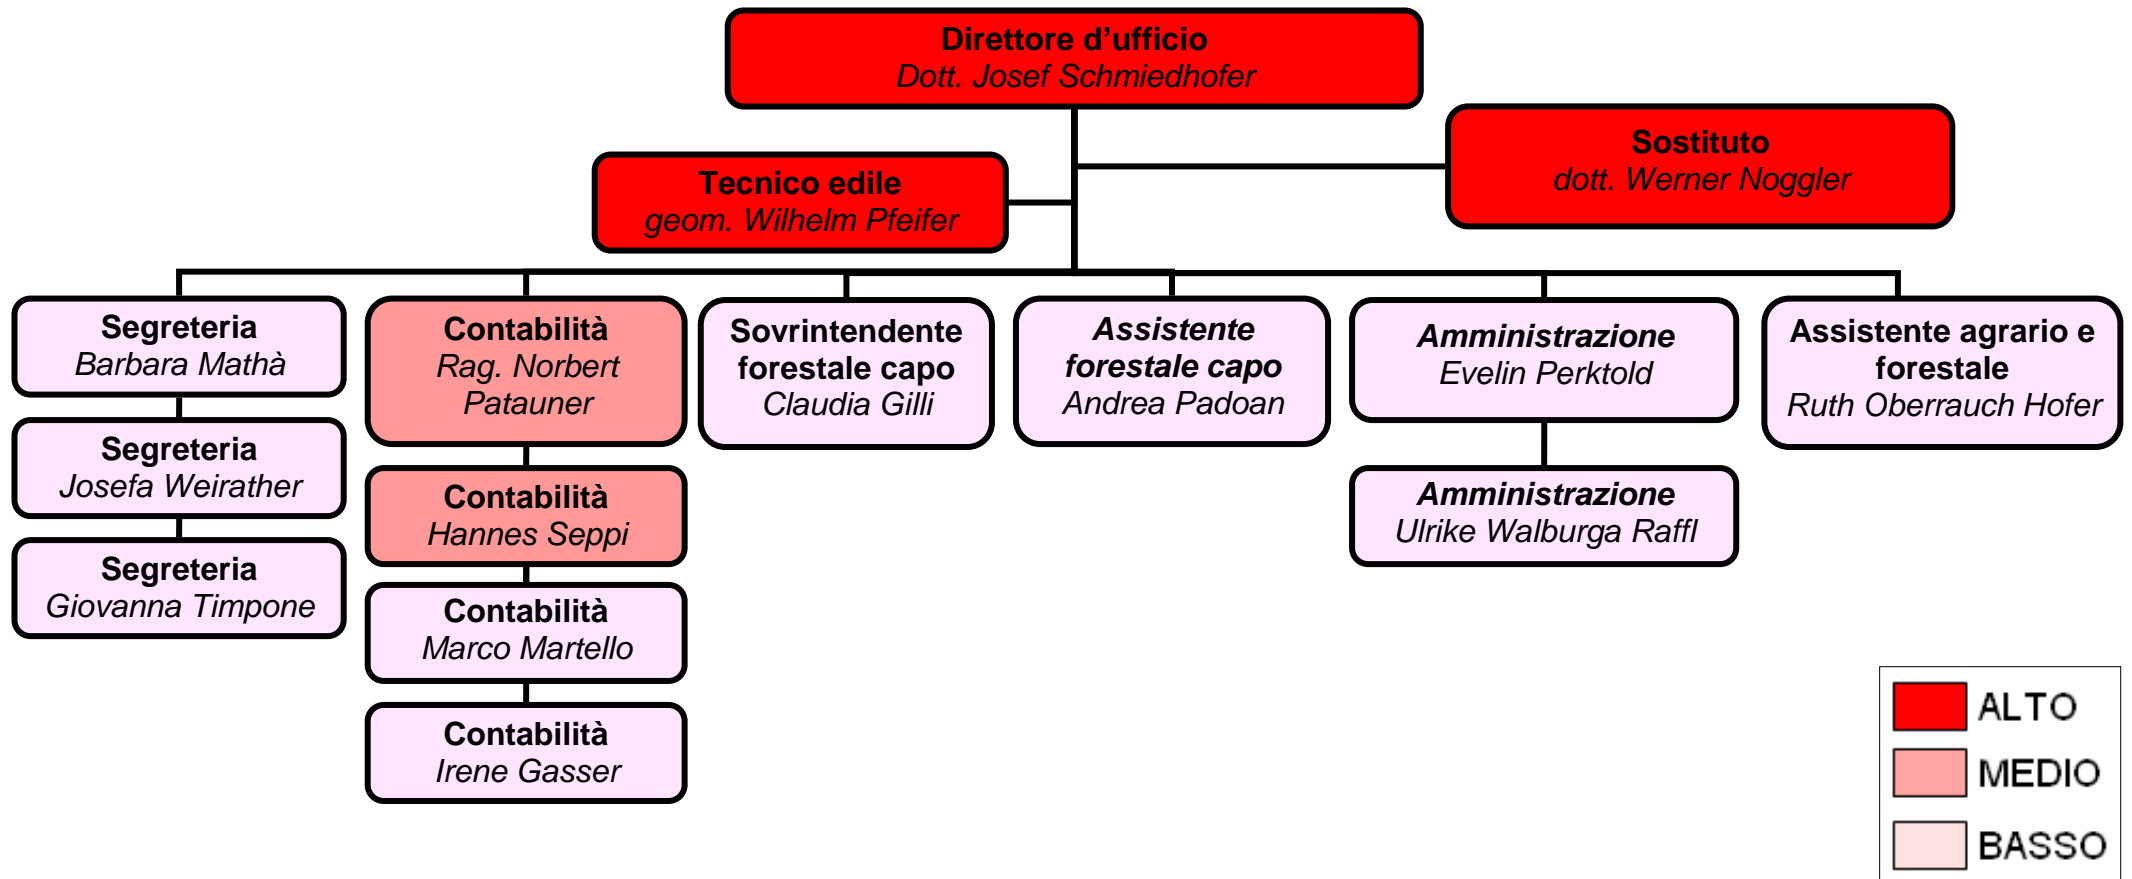 Direttore d’ufficio
Dott. Josef Schmiedhofer
Sostituto
dott. Werner Noggler
Tecnico edile
geom. Wilhelm Pfeifer
Segreteria
Barbara Mathà
Segreteria
Josefa Weirather
Segreteria
Giovanna Timpone
Contabilità
Rag. Norbert
Patauner
Contabilità
Hannes Seppi
Contabilità
Marco Martello
Contabilità
Irene Gasser
Sovrintendente
forestale capo
Claudia Gilli
Assistente
forestale capo
Andrea Padoan
Amministrazione
Evelin Perktold
Amministrazione
Ulrike Walburga Raffl
Assistente agrario e
forestale
Ruth Oberrauch Hofer
ALTO
MEDIO
BASSO